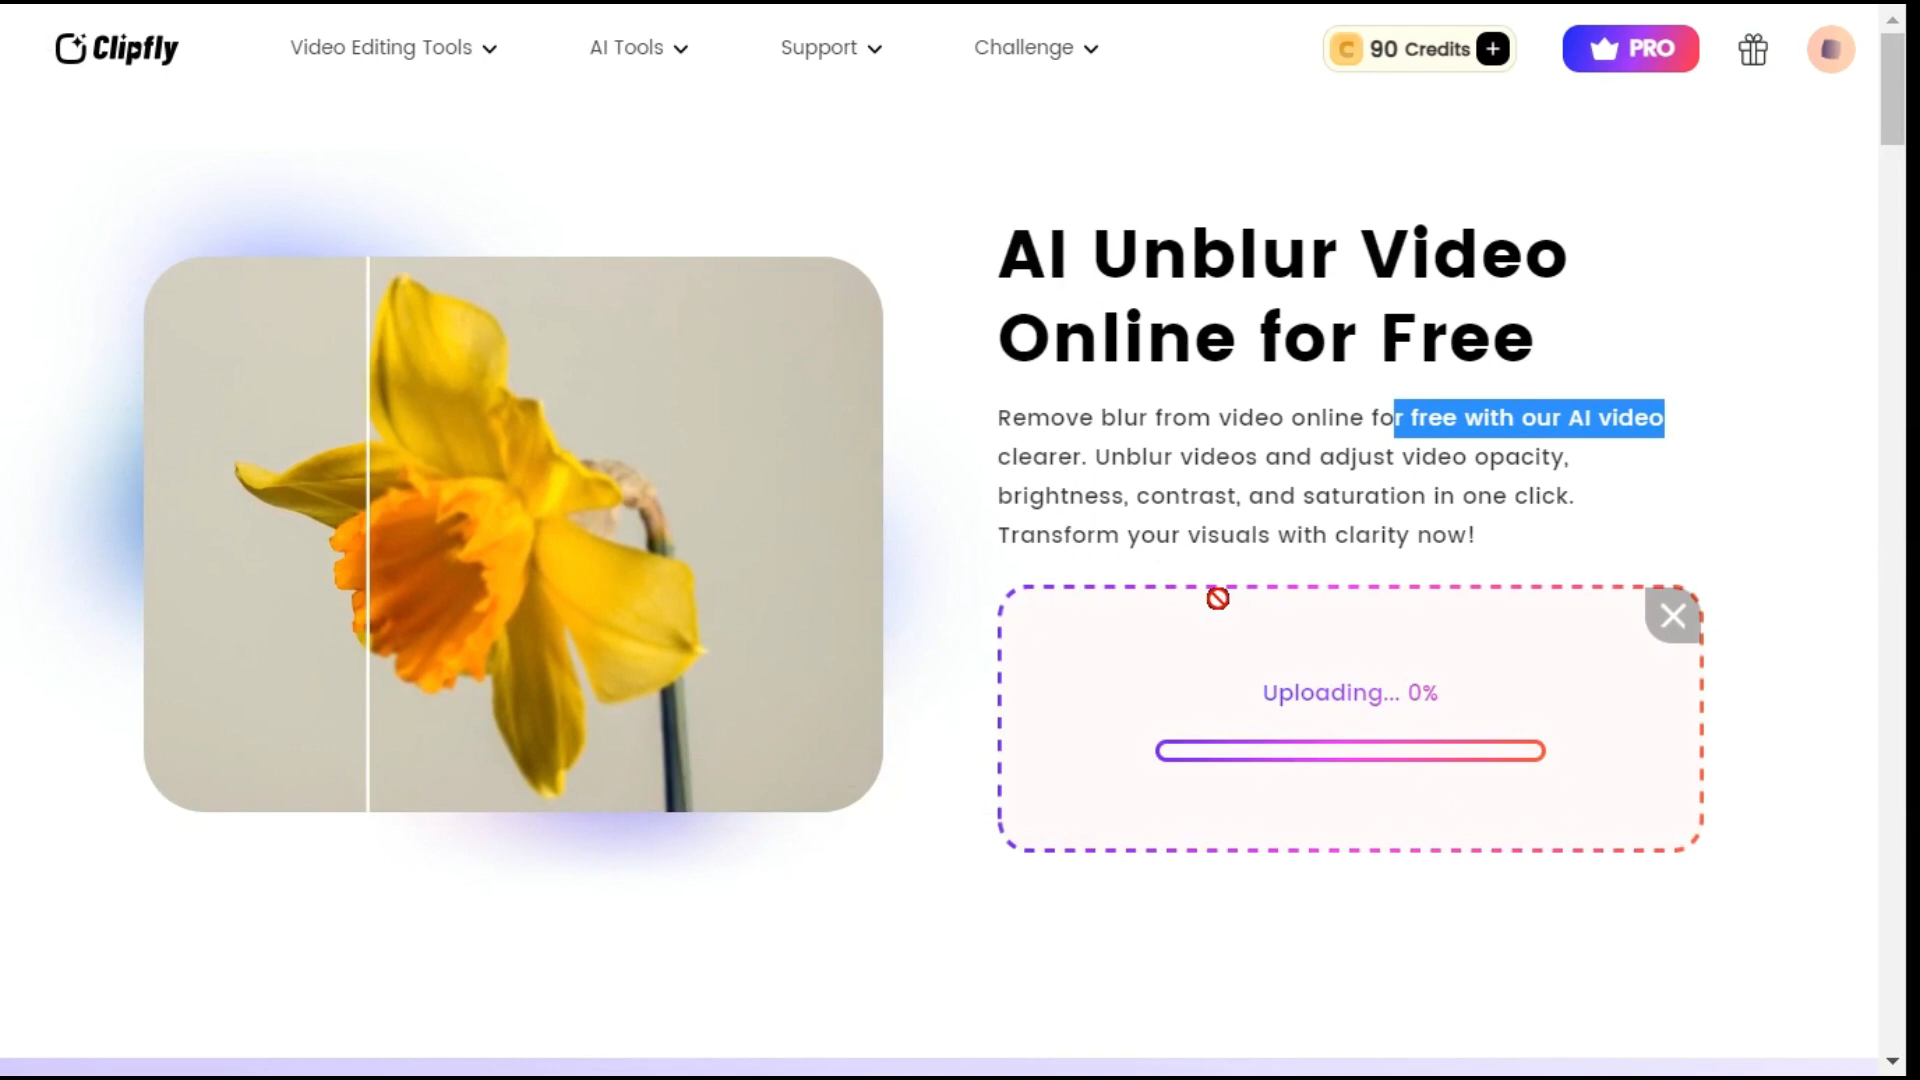 Clipfly
Video Editing Tools
AI Tools
Support
Challenge
C 90 Credits +
PRO
AI Unblur Video
Online for Free
Remove blur from video online for free with our AI video
clearer. Unblur videos and adjust video opacity,
brightness, contrast, and saturation in one click.
Transform your visuals with clarity now!
Uploading... 0%